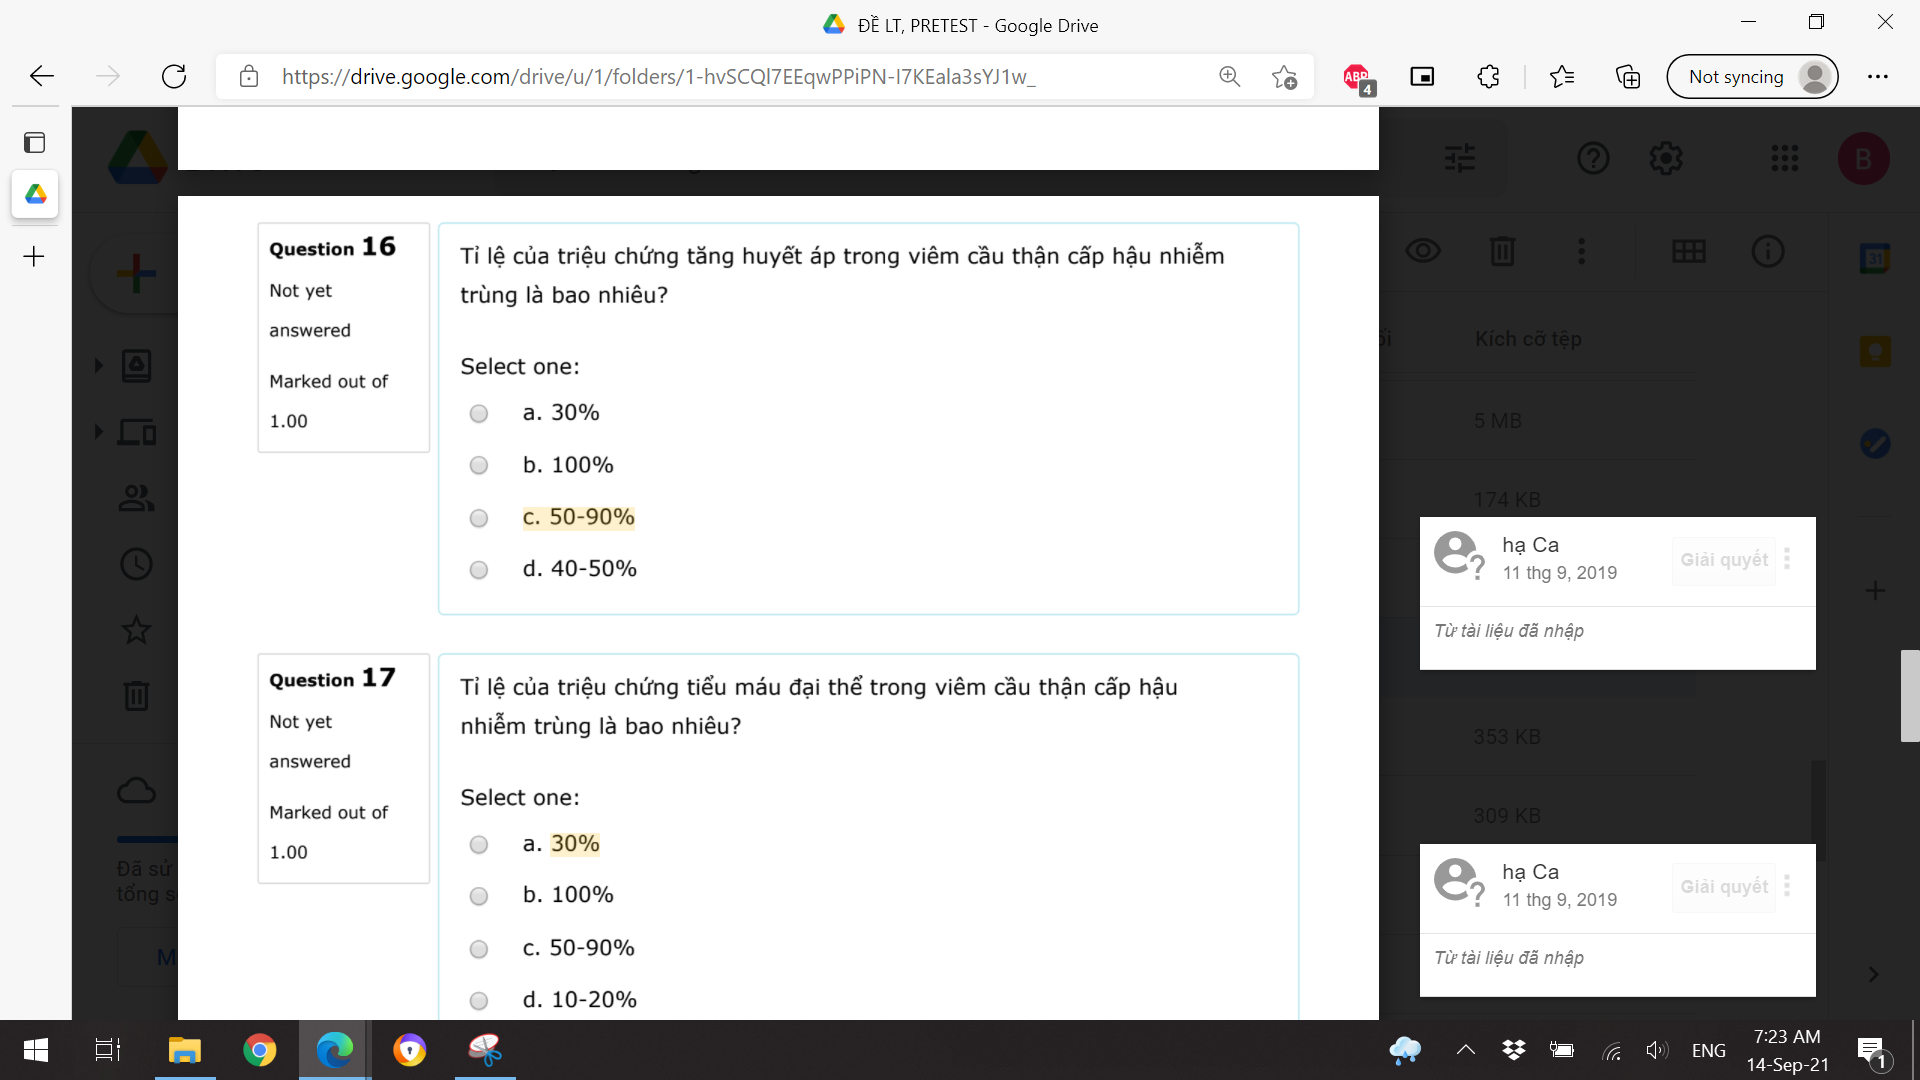 ĐỀ LT, PRETEST - Google Drive
https://drive.google.com/drive/u/1/folders/1-hvSCQl7EEqwPPiPN-I7KEala3sYJ1w_
ABP
4
Not syncing
B
31
Question 16
Not yet
answered
Marked out of
1.00
Tỉ lệ của triệu chứng tăng huyết áp trong viêm cầu thận cấp hậu nhiễm
trùng là bao nhiêu?
Select one:
a. 30%
b. 100%
c. 50-90%
d. 40-50%
Question 17
Not yet
answered
Marked out of
1.00
Tỉ lệ của triệu chứng tiểu máu đại thể trong viêm cầu thận cấp hậu
nhiễm trùng là bao nhiêu?
Select one:
a. 30%
b. 100%
c. 50-90%
d. 10-20%
Kích cỡ tệp
5 MB
174 KB
hạ Ca
11 thg 9, 2019
Giải quyết
Từ tài liệu đã nhập
353 KB
309 KB
hạ Ca
11 thg 9, 2019
Giải quyết
Từ tài liệu đã nhập
Đã sử
tổng
M
ENG
7:23 AM
14-Sep-21
1